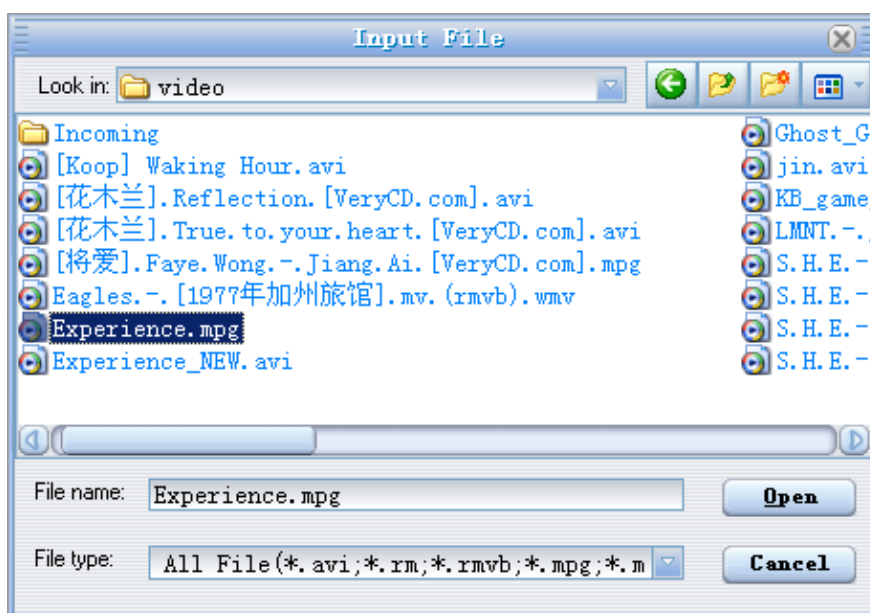 Input File
Look in: video
Incoming
[Koop] Waking Hour.avi
[花木兰].Reflection.[VeryCD.com].avi
[花木兰].True.to.your.heart.[VeryCD.com].avi
[将爱].Faye.Wong.-.Jiang.Ai.[VeryCD.com].mpg
Eagles.-.[1977年加州旅馆].mv.(rmvb).wmv
Experience.mpg
Experience_NEW.avi
Ghost_G
jin.avi
KB_game
LMNT.-.
S.H.E.-
S.H.E.-
S.H.E.-
S.H.E.-
File name: Experience.mpg
Open
File type: All File(*.avi;*.rm;*.rmvb;*.mpg;*.m
Cancel